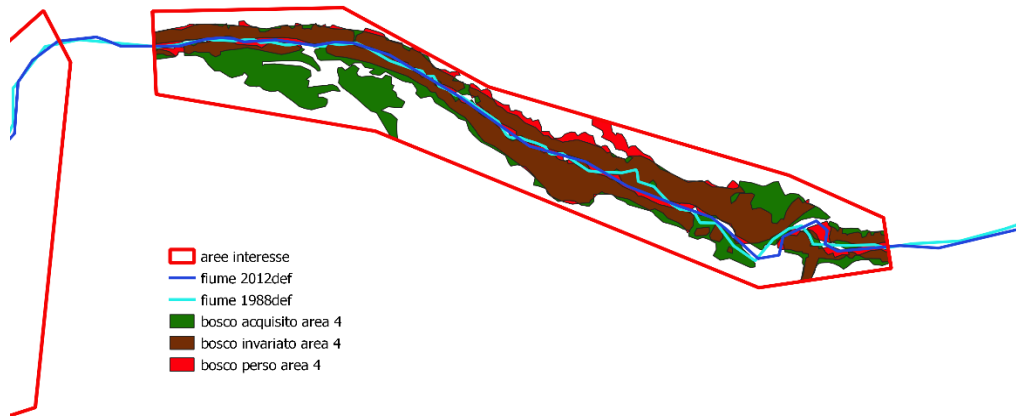 aree interesse
fiume 2012def
fiume 1988def
bosco acquisito area 4
bosco invariato area 4
bosco perso area 4